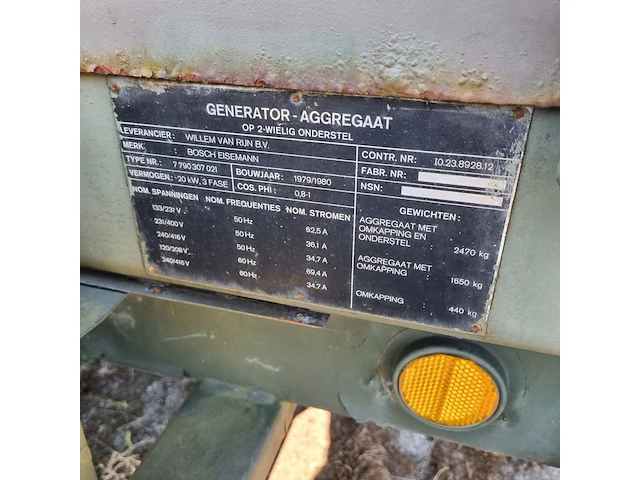 GENERATOR - AGGREGAAT
OP 2-WIELIG ONDERSTEL
LEVERANCIER: WILLEM VAN RIJN B.V.
MERK: BOSCH EISEMANN
TYPE NR.: 7 790 307 021
BOUWJAAR: 1979/1980
VERMOGEN: 20 kW, 3 FASE
COS. PHI: 0,8-1
NOM. SPANNINGEN NOM. FREQUENTIES NOM. STROMEN
133/231 V 50 Hz 62,5 A
231/400 V 50 Hz 36,1 A
240/416 V 50 Hz 34,7 A
120/208 V 60 Hz 69,4 A
240/416 V 60 Hz 34,7 A
CONTR. NR: 10.23.8928.12
FABR. NR:
NSN:
GEWICHTEN:
AGGREGAAT MET
OMKAPPING EN
ONDERSTEL 2470 kg
AGGREGAAT MET
OMKAPPING : 1650 kg
OMKAPPING : 440 kg